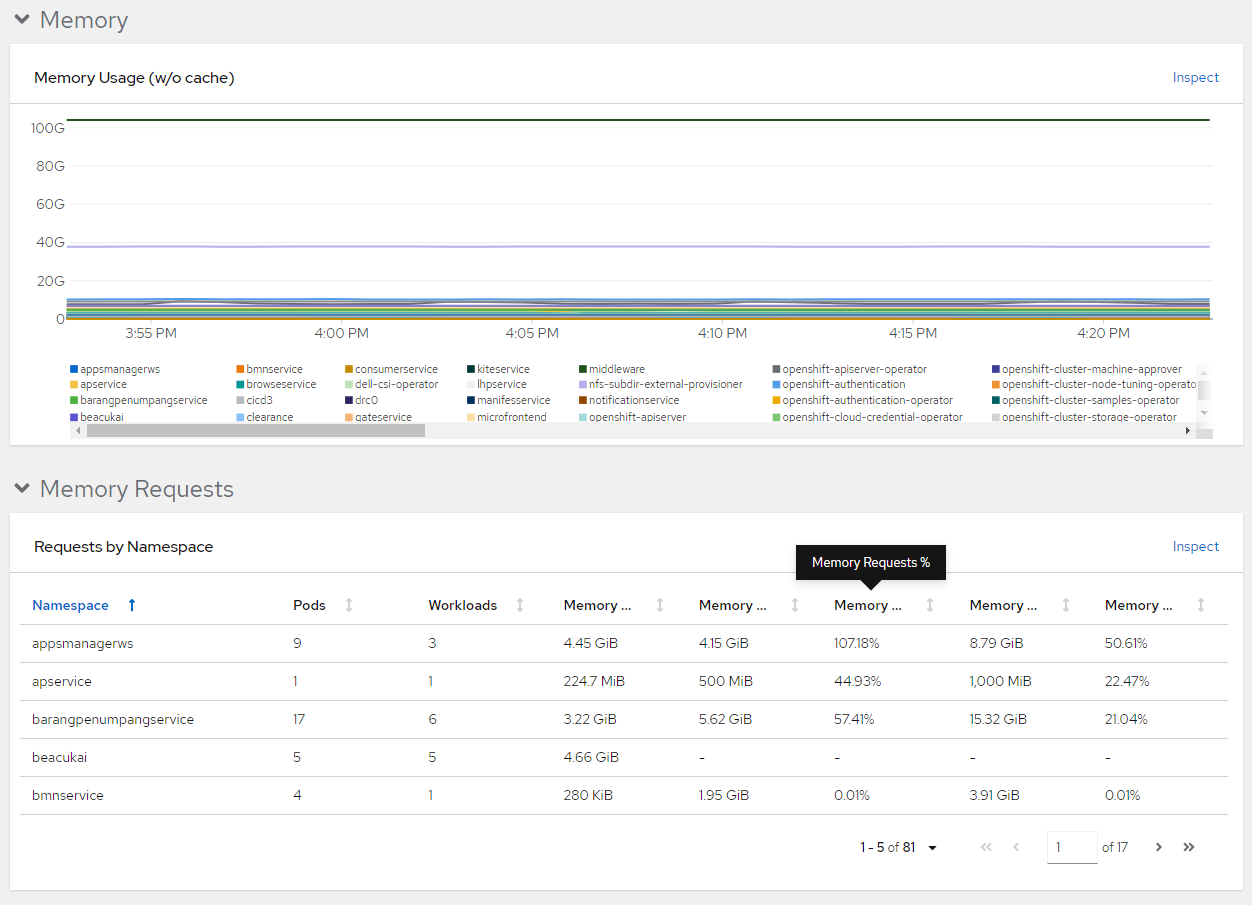 Memory
Memory Usage (w/o cache)
Inspect
100G
80G
60G
40G
20G
0
3:55 PM 4:00 PM 4:05 PM 4:10 PM 4:15 PM 4:20 PM
appsmanagerws bmnservice consumerservice kiteservice middleware openshift-apiserver-operator openshift-cluster-machine-approver
apservice browseservice dell-csi-operator lhpservice nfs-subdir-external-provisioner openshift-authentication openshift-cluster-node-tuning-operato
barangpenumpangservice cicd3 drc0 manifesservice notificationservice openshift-authentication-operator openshift-cluster-samples-operator
beacukai clearance gateservice microfrontend openshift-apiserver openshift-cloud-credential-operator openshift-cluster-storage-operator
Memory Requests
Requests by Namespace
Inspect
Memory Requests %
Namespace Pods Workloads Memory ... Memory ... Memory ... Memory ... Memory ...
appsmanagerws 9 3 4.45 GiB 4.15 GiB 107.18% 8.79 GiB 50.61%
apservice 1 1 224.7 MiB 500 MiB 44.93% 1,000 MiB 22.47%
barangpenumpangservice 17 6 3.22 GiB 5.62 GiB 57.41% 15.32 GiB 21.04%
beacukai 5 5 4.66 GiB - - - -
bmnservice 4 1 280 KiB 1.95 GiB 0.01% 3.91 GiB 0.01%
1 - 5 of 81 1 of 17